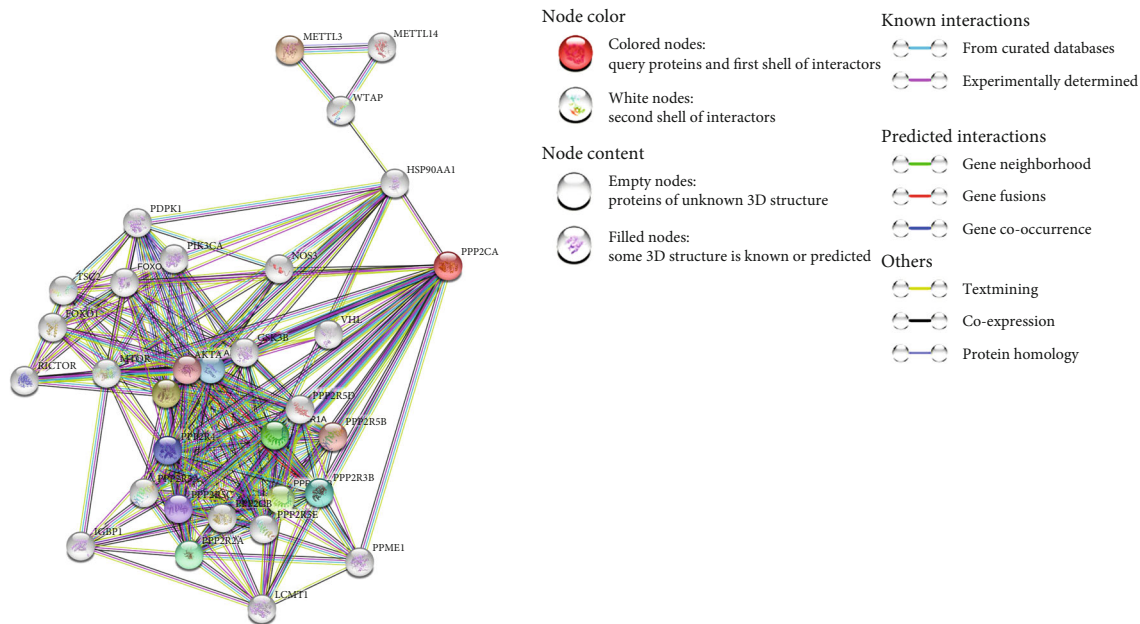 METTL3
METTL14
WTAP
HSP90AA1
PDPK1
PIK3CA
NOS3
PPP2CA
TSC2
FOXO
FOXO1
VHL
GSK3B
RICTOR
MTOR
AKTA
PPP2R5D
R1A
PPP2R5B
PPP2R3B
PPP2R5C
PPP2CB
PPP2R5E
IGBP1
PPP2R2A
PPME1
LCMT1
Node color
Colored nodes:
query proteins and first shell of interactors
White nodes:
second shell of interactors
Node content
Empty nodes:
proteins of unknown 3D structure
Filled nodes:
some 3D structure is known or predicted
Known interactions
From curated databases
Experimentally determined
Predicted interactions
Gene neighborhood
Gene fusions
Gene co-occurrence
Others
Textmining
Co-expression
Protein homology